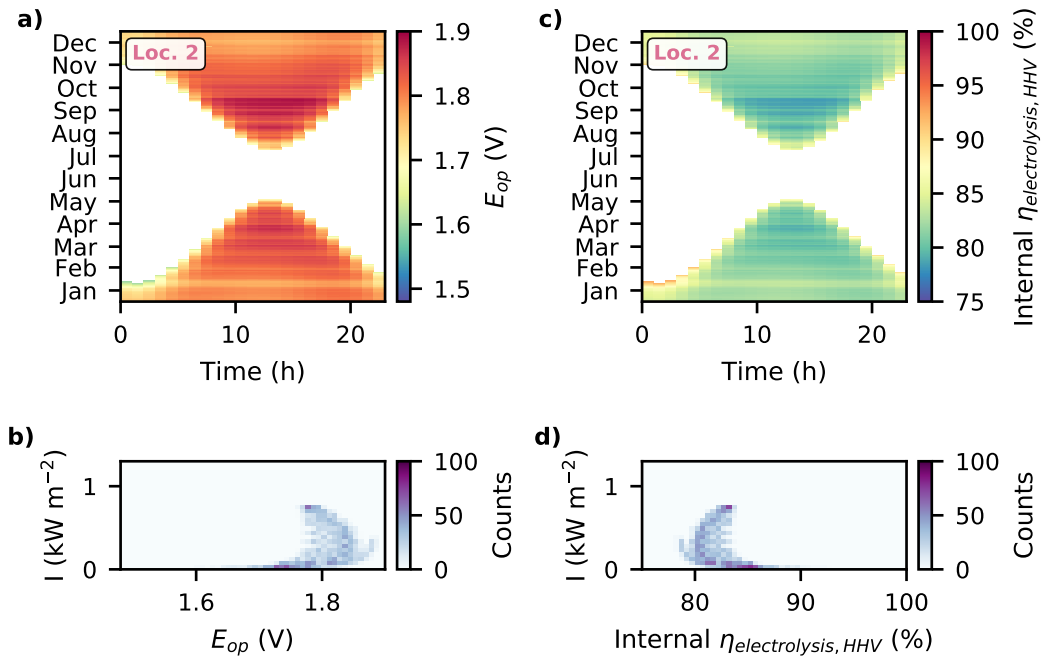 a)
Loc. 2
Dec
Nov
Oct
Sep
Aug
Jul
Jun
May
Apr
Mar
Feb
Jan
0 10 20
Time (h)
1.9
1.8
1.7
1.6
1.5
E_op (V)
c)
Loc. 2
Dec
Nov
Oct
Sep
Aug
Jul
Jun
May
Apr
Mar
Feb
Jan
0 10 20
Time (h)
100
95
90
85
80
75
Internal η_electrolysis, HHV (%)
b)
I (kW m⁻²)
1
0
1.6 1.8
E_op (V)
100
50
0
Counts
d)
I (kW m⁻²)
1
0
80 90 100
Internal η_electrolysis, HHV (%)
100
50
0
Counts